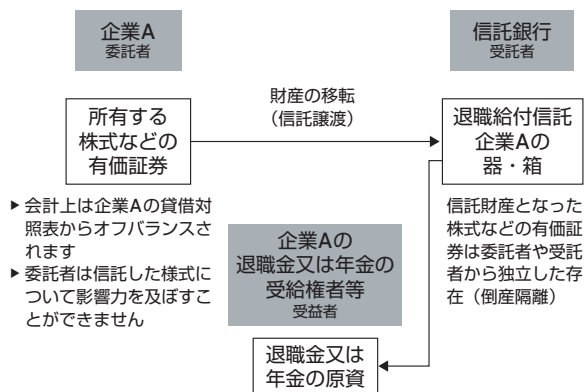 企業A
委託者
信託銀行
受託者
所有する
株式などの
有価証券
財産の移転
（信託譲渡）
退職給付信託
企業Aの
器・箱
▶ 会計上は企業Aの貸借対
照表からオフバランスさ
れます
▶ 委託者は信託した様式に
ついて影響力を及ぼすこ
とができません
企業Aの
退職金又は年金の
受給権者等
受益者
信託財産となった
株式などの有価証
券は委託者や受託
者から独立した存
在（倒産隔離）
退職金又は
年金の原資